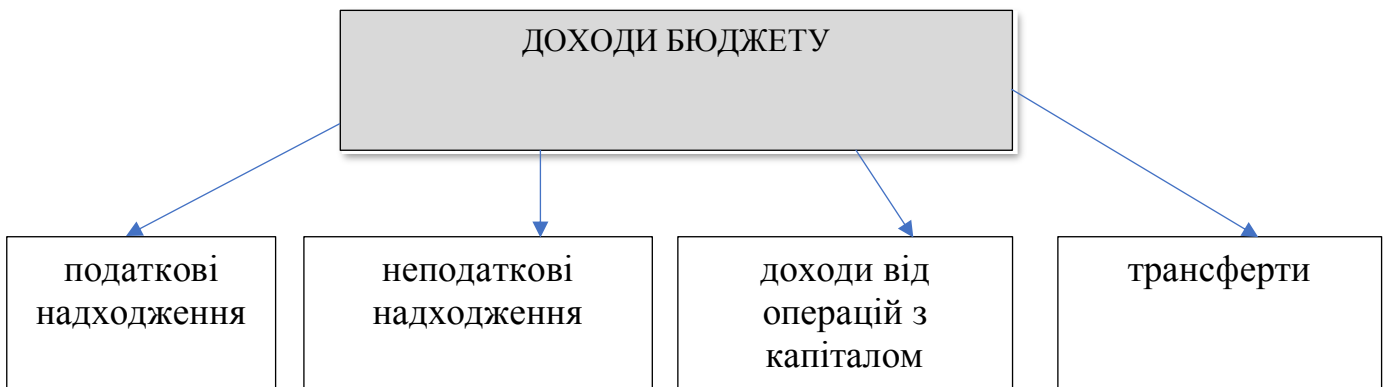 ДОХОДИ БЮДЖЕТУ
податкові
надходження
неподаткові
надходження
доходи від
операцій з
капіталом
трансферти